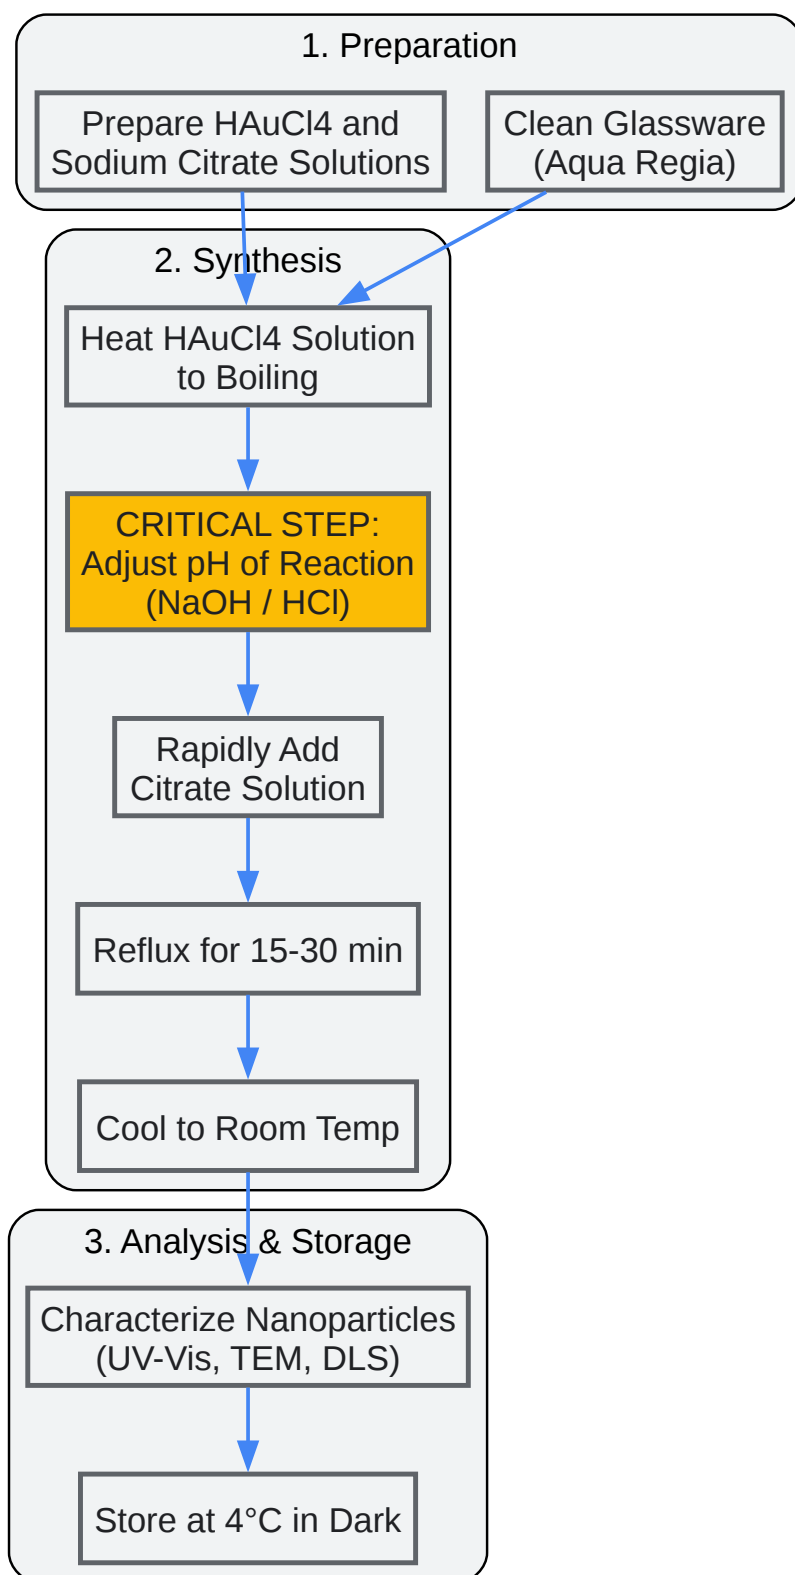 1. Preparation
Prepare HAuCl4 and
Sodium Citrate Solutions
Clean Glassware
(Aqua Regia)
2. Synthesis
Heat HAuCl4 Solution
to Boiling
CRITICAL STEP:
Adjust pH of Reaction
(NaOH / HCl)
Rapidly Add
Citrate Solution
Reflux for 15-30 min
Cool to Room Temp
3. Analysis & Storage
Characterize Nanoparticles
(UV-Vis, TEM, DLS)
Store at 4°C in Dark